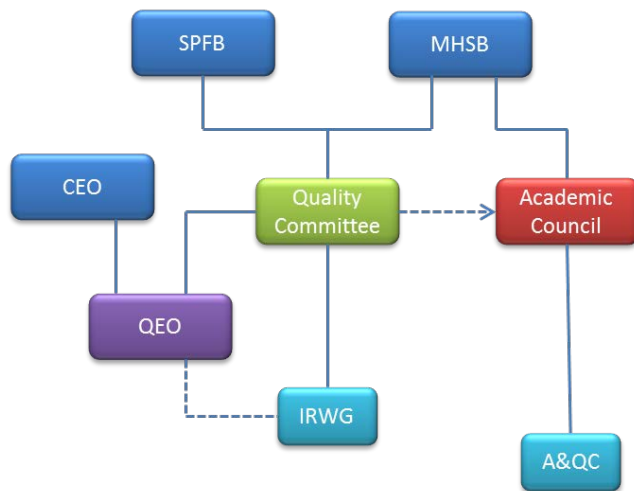 SPFB
MHSB
CEO
Quality
Committee
Academic
Council
QEO
IRWG
A&QC